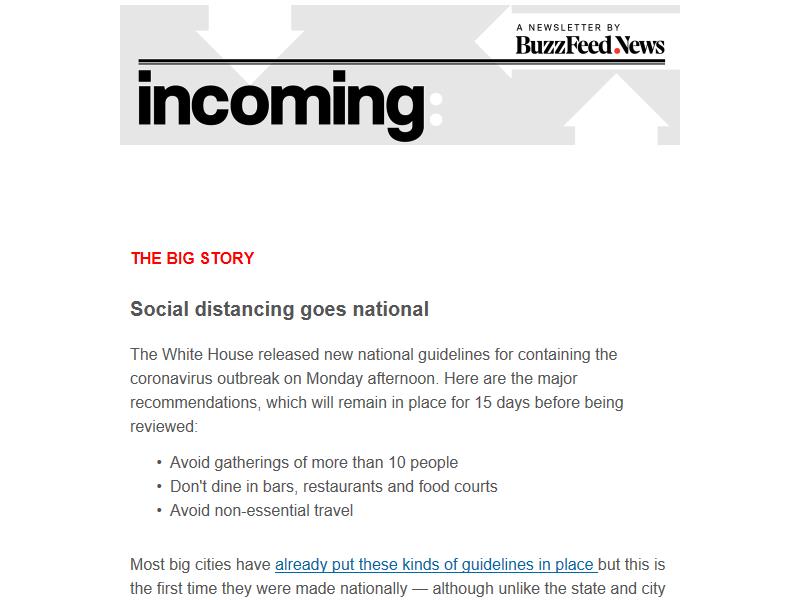 A NEWSLETTER BY
BuzzFeed.News
incoming:
THE BIG STORY
Social distancing goes national
The White House released new national guidelines for containing the
coronavirus outbreak on Monday afternoon. Here are the major
recommendations, which will remain in place for 15 days before being
reviewed:
• Avoid gatherings of more than 10 people
• Don't dine in bars, restaurants and food courts
• Avoid non-essential travel
Most big cities have already put these kinds of guidelines in place but this is
the first time they were made nationally — although unlike the state and city